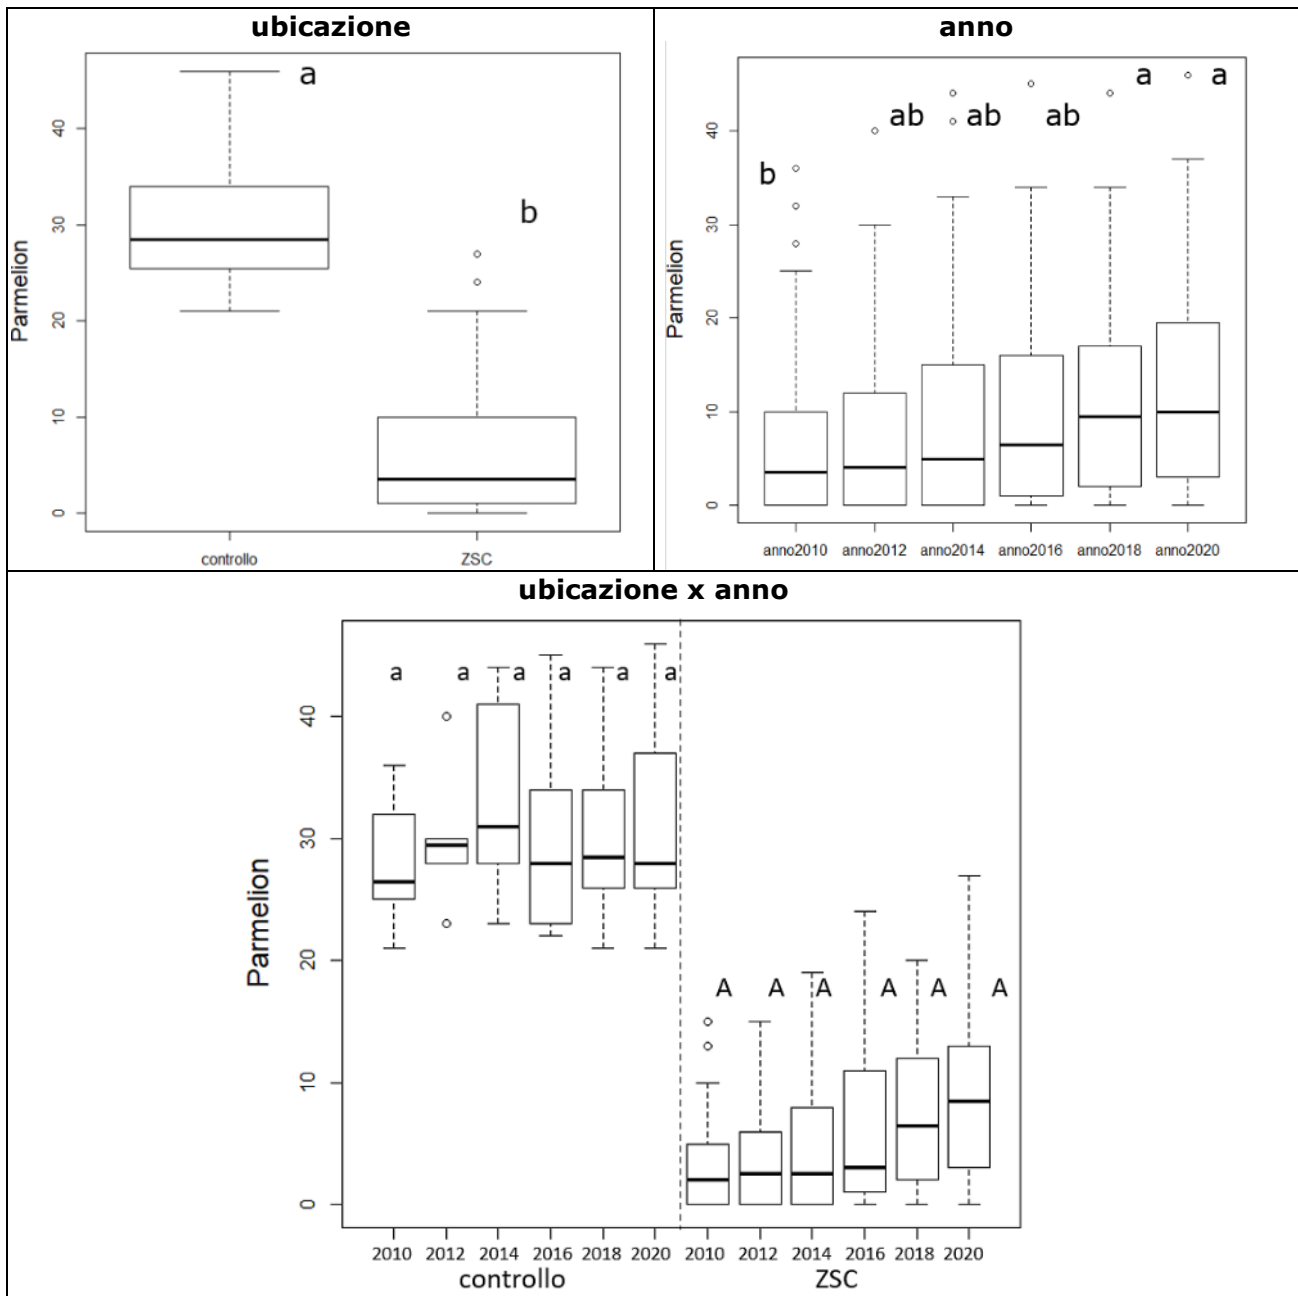 ubicazione
a
b
Parmelion
40
30
20
10
0
controllo ZSC
anno
a a
ab ab ab
b
Parmelion
40
30
20
10
0
anno2010 anno2012 anno2014 anno2016 anno2018 anno2020
ubicazione x anno
a a a a a a
A A A A A A
Parmelion
40
30
20
10
0
2010 2012 2014 2016 2018 2020 2010 2012 2014 2016 2018 2020
controllo ZSC